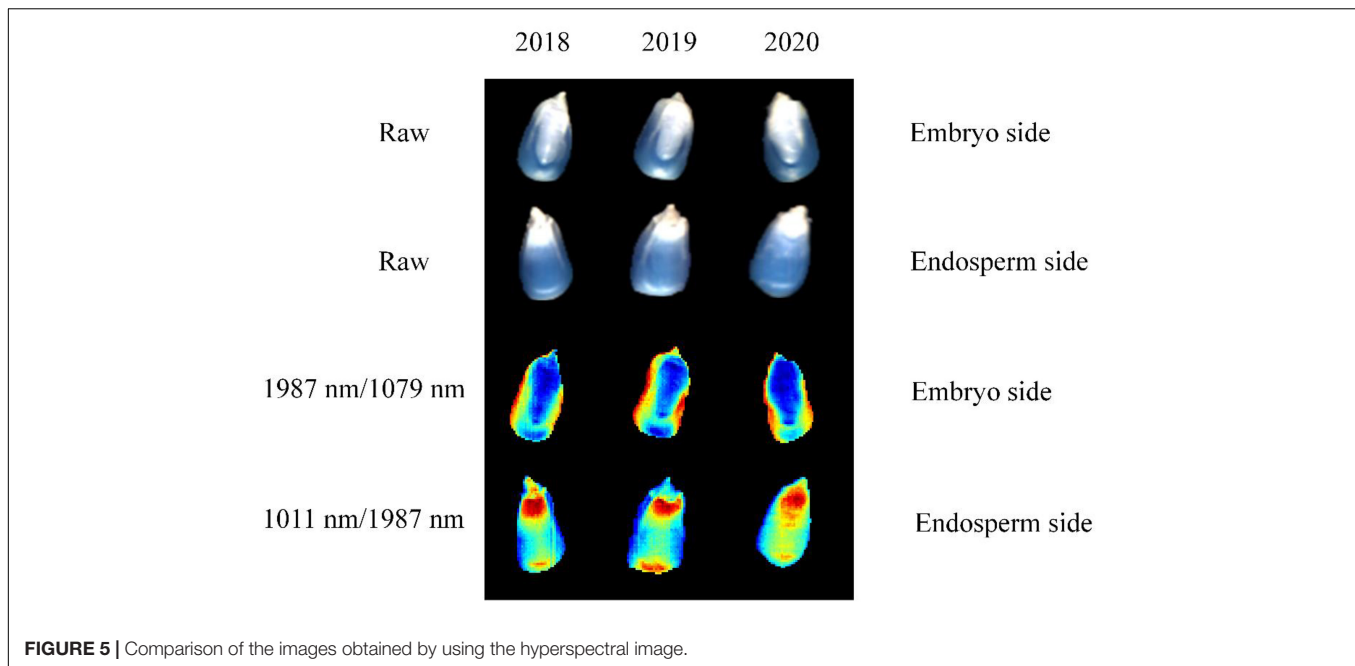 2018 2019 2020
Raw Embryo side
Raw Endosperm side
1987 nm/1079 nm Embryo side
1011 nm/1987 nm Endosperm side
FIGURE 5 | Comparison of the images obtained by using the hyperspectral image.